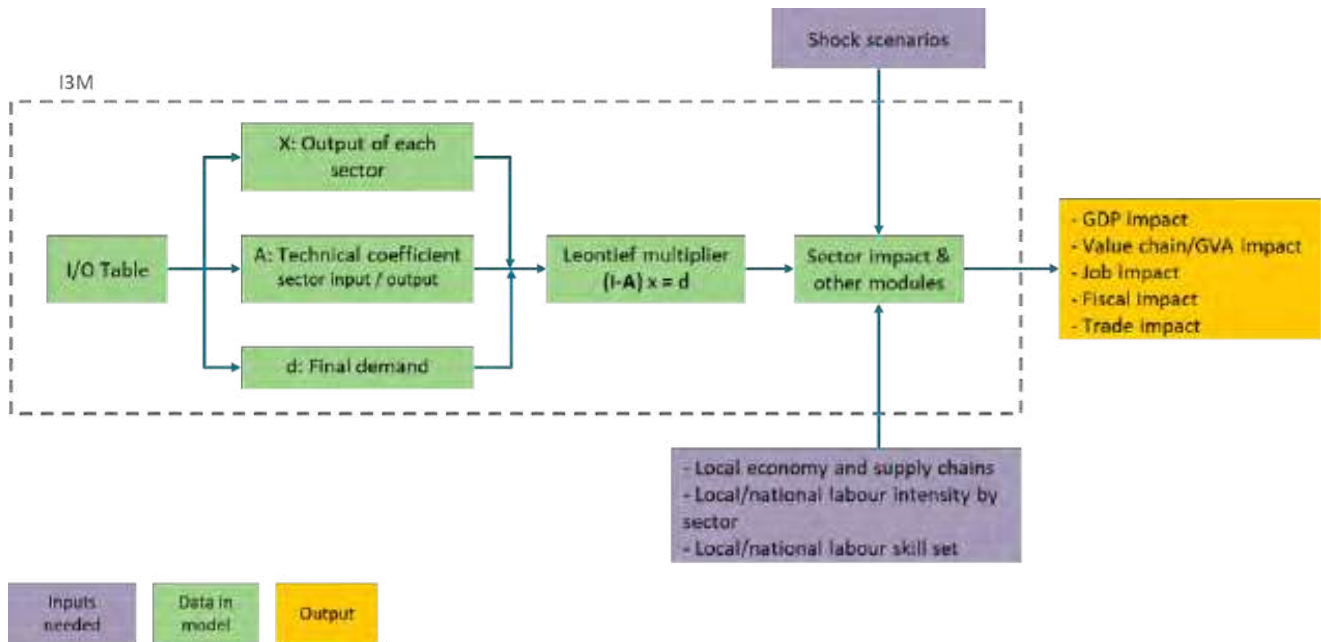 Shock scenarios
I3M
X: Output of each
sector
I/O Table
A: Technical coefficient
sector input / output
Leontief multiplier
(I-A) x = d
Sector impact &
other modules
- GDP impact
- Value chain/GVA impact
- Job impact
- Fiscal impact
- Trade impact
d: Final demand
- Local economy and supply chains
- Local/national labour intensity by
sector
- Local/national labour skill set
Inputs
needed
Data in
model
Output